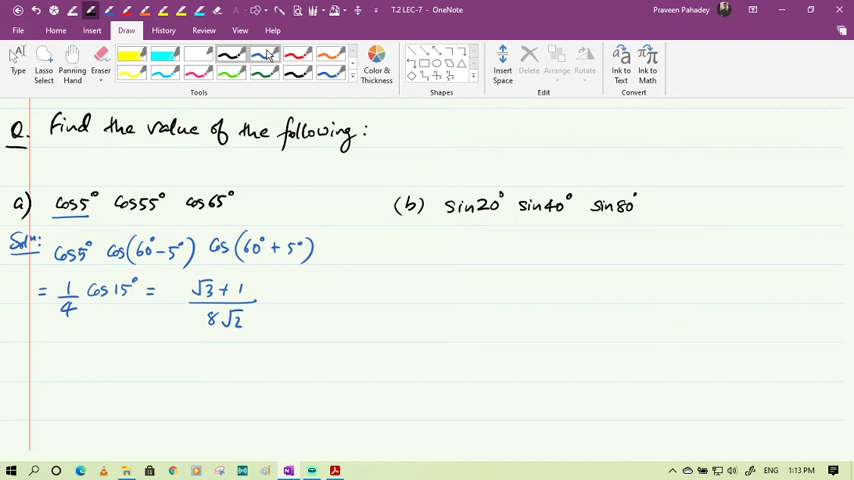 T.2 LEC-7 - OneNote
Praveen Pahadey
File Home Insert Draw History Review View Help
Type
Lasso Select
Panning Hand
Eraser
Color & Thickness
Insert Space
Delete
Arrange
Rotate
Ink to Text
Ink to Math
Tools
Shapes
Edit
Convert
Q. Find the value of the following :
a) cos5° cos55° cos65°
(b) sin20° sin40° sin80°
Solⁿ: cos5° cos(60°-5°) cos(60°+5°)
= 1/4 cos15° = √3+1/8√2
ENG 1:13 PM